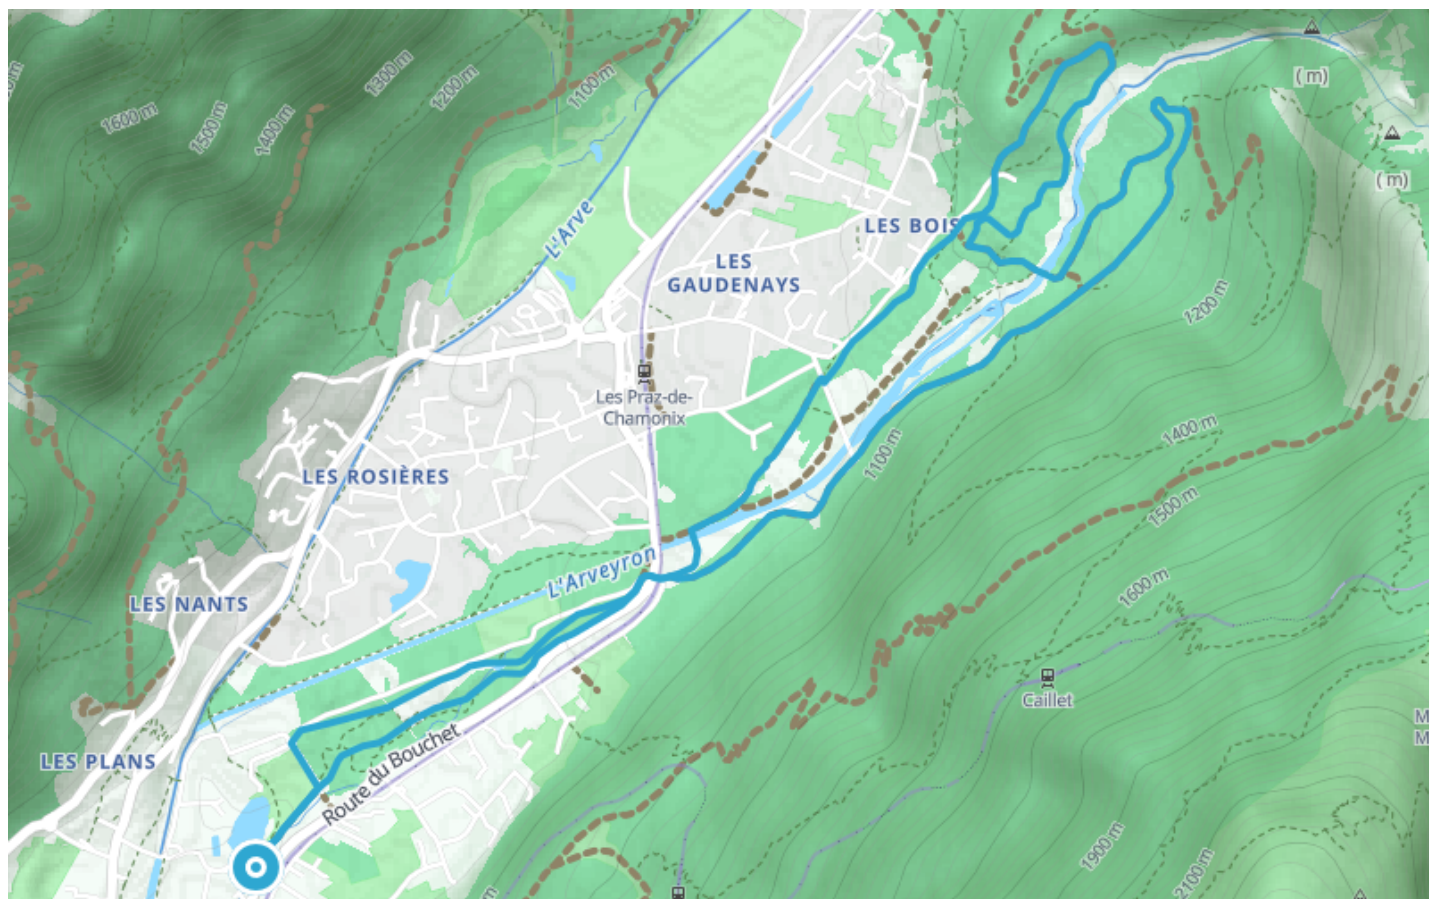 1600 m
1500 m
1400 m
1300 m
1200 m
1100 m
( m)
( m)
L'Arve
LES BOIS
LES
GAUDENAYS
1200 m
Les Praz-de-
Chamonix
1400 m
1100 m
LES ROSIÈRES
1500 m
L'Arveyron
1600 m
LES NANTS
Caillet
M
M
LES PLANS
Route du Bouchet
1900 m
2100 m